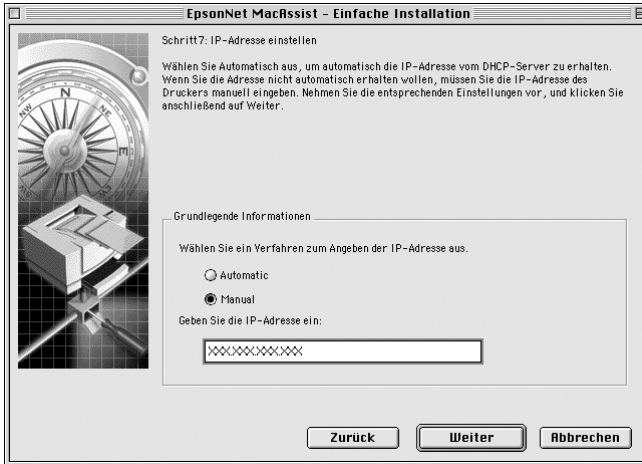 EpsonNet MacAssist - Einfache Installation
Schritt7: IP-Adresse einstellen
Wählen Sie Automatisch aus, um automatisch die IP-Adresse vom DHCP-Server zu erhalten.
Wenn Sie die Adresse nicht automatisch erhalten wollen, müssen Sie die IP-Adresse des
Druckers manuell eingeben. Nehmen Sie die entsprechenden Einstellungen vor, und klicken Sie
anschließend auf Weiter.
N
NE
E
Grundlegende Informationen
Wählen Sie ein Verfahren zum Angeben der IP-Adresse aus.
Automatic
Manual
Geben Sie die IP-Adresse ein:
XXX.XXX.XXX.XXX
Zurück
Weiter
Abbrechen